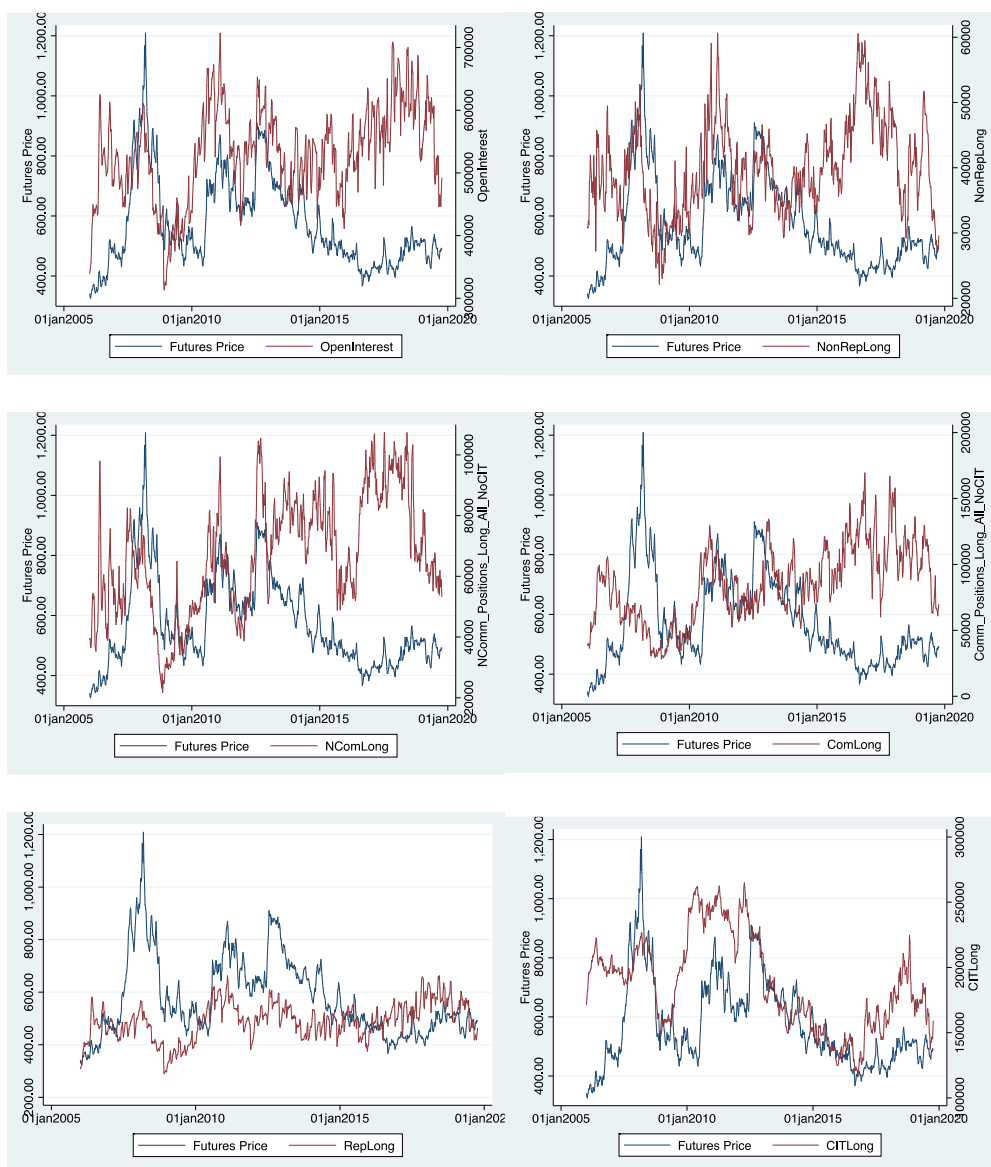 1,200.00
1,000.00
800.00
600.00
400.00
Futures Price
700000
600000
500000
400000
300000
OpenInterest
01jan2005 01jan2010 01jan2015 01jan2020
Futures Price OpenInterest
1,200.00
1,000.00
800.00
600.00
400.00
Futures Price
60000
50000
40000
30000
20000
NonRepLong
01jan2005 01jan2010 01jan2015 01jan2020
Futures Price NonRepLong
1,200.00
1,000.00
800.00
600.00
400.00
Futures Price
100000
80000
60000
40000
20000
NComm_Positions_Long_All_NoCIT
01jan2005 01jan2010 01jan2015 01jan2020
Futures Price NComLong
1,200.00
1,000.00
800.00
600.00
400.00
Futures Price
200000
150000
100000
50000
0
Comm_Positions_Long_All_NoCIT
01jan2005 01jan2010 01jan2015 01jan2020
Futures Price ComLong
1,200.00
1,000.00
800.00
600.00
400.00
200.00
01jan2005 01jan2010 01jan2015 01jan202
Futures Price RepLong
1,200.00
1,000.00
800.00
600.00
400.00
Futures Price
300000
250000
200000
150000
100000
CITLong
01jan2005 01jan2010 01jan2015 01jan2020
Futures Price CITLong